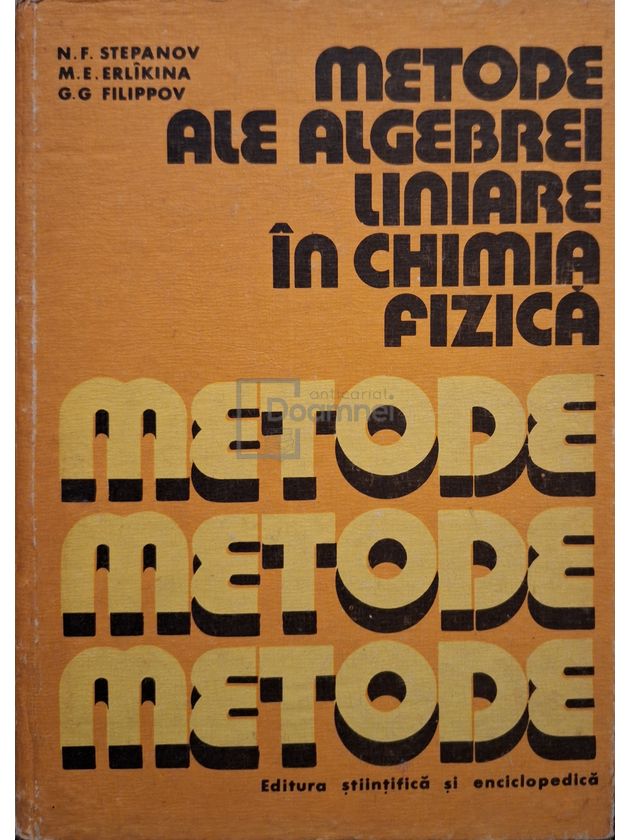 N.F. STEPANOV
M.E. ERLÎKINA
G.G FILIPPOV
METODE
ALE ALGEBREI
LINIARE
ÎN CHIMIA
FIZICĂ
anticariat
Doamnei
METODE
METODE
METODE
Editura științifică și enciclopedică